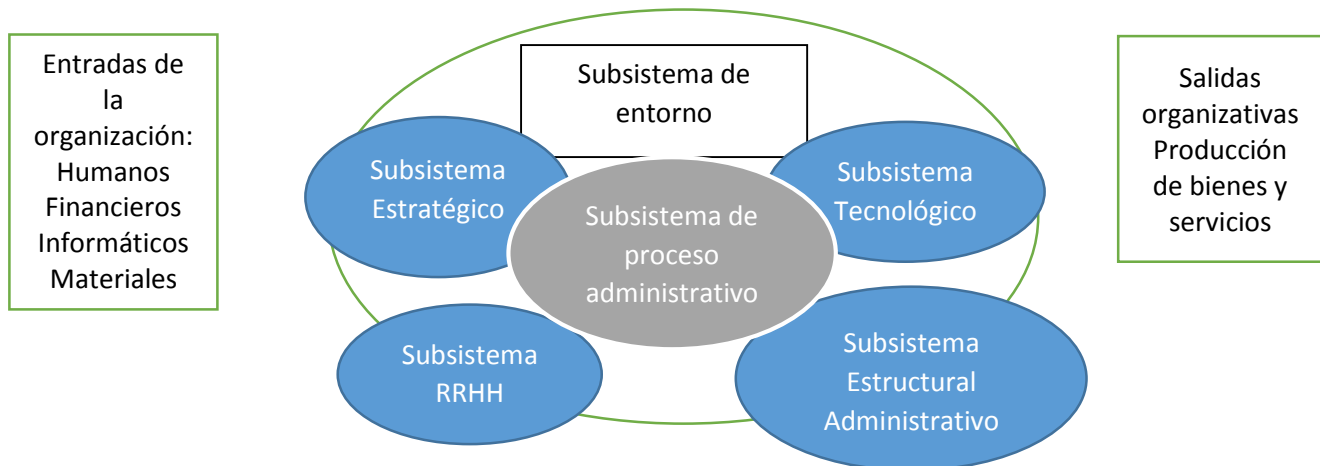 Entradas de
la
organización:
Humanos
Financieros
Informáticos
Materiales
Subsistema de
entorno
Subsistema
Estratégico
Subsistema
Tecnológico
Subsistema de
proceso
administrativo
Subsistema
RRHH
Subsistema
Estructural
Administrativo
Salidas
organizativas
Producción
de bienes y
servicios